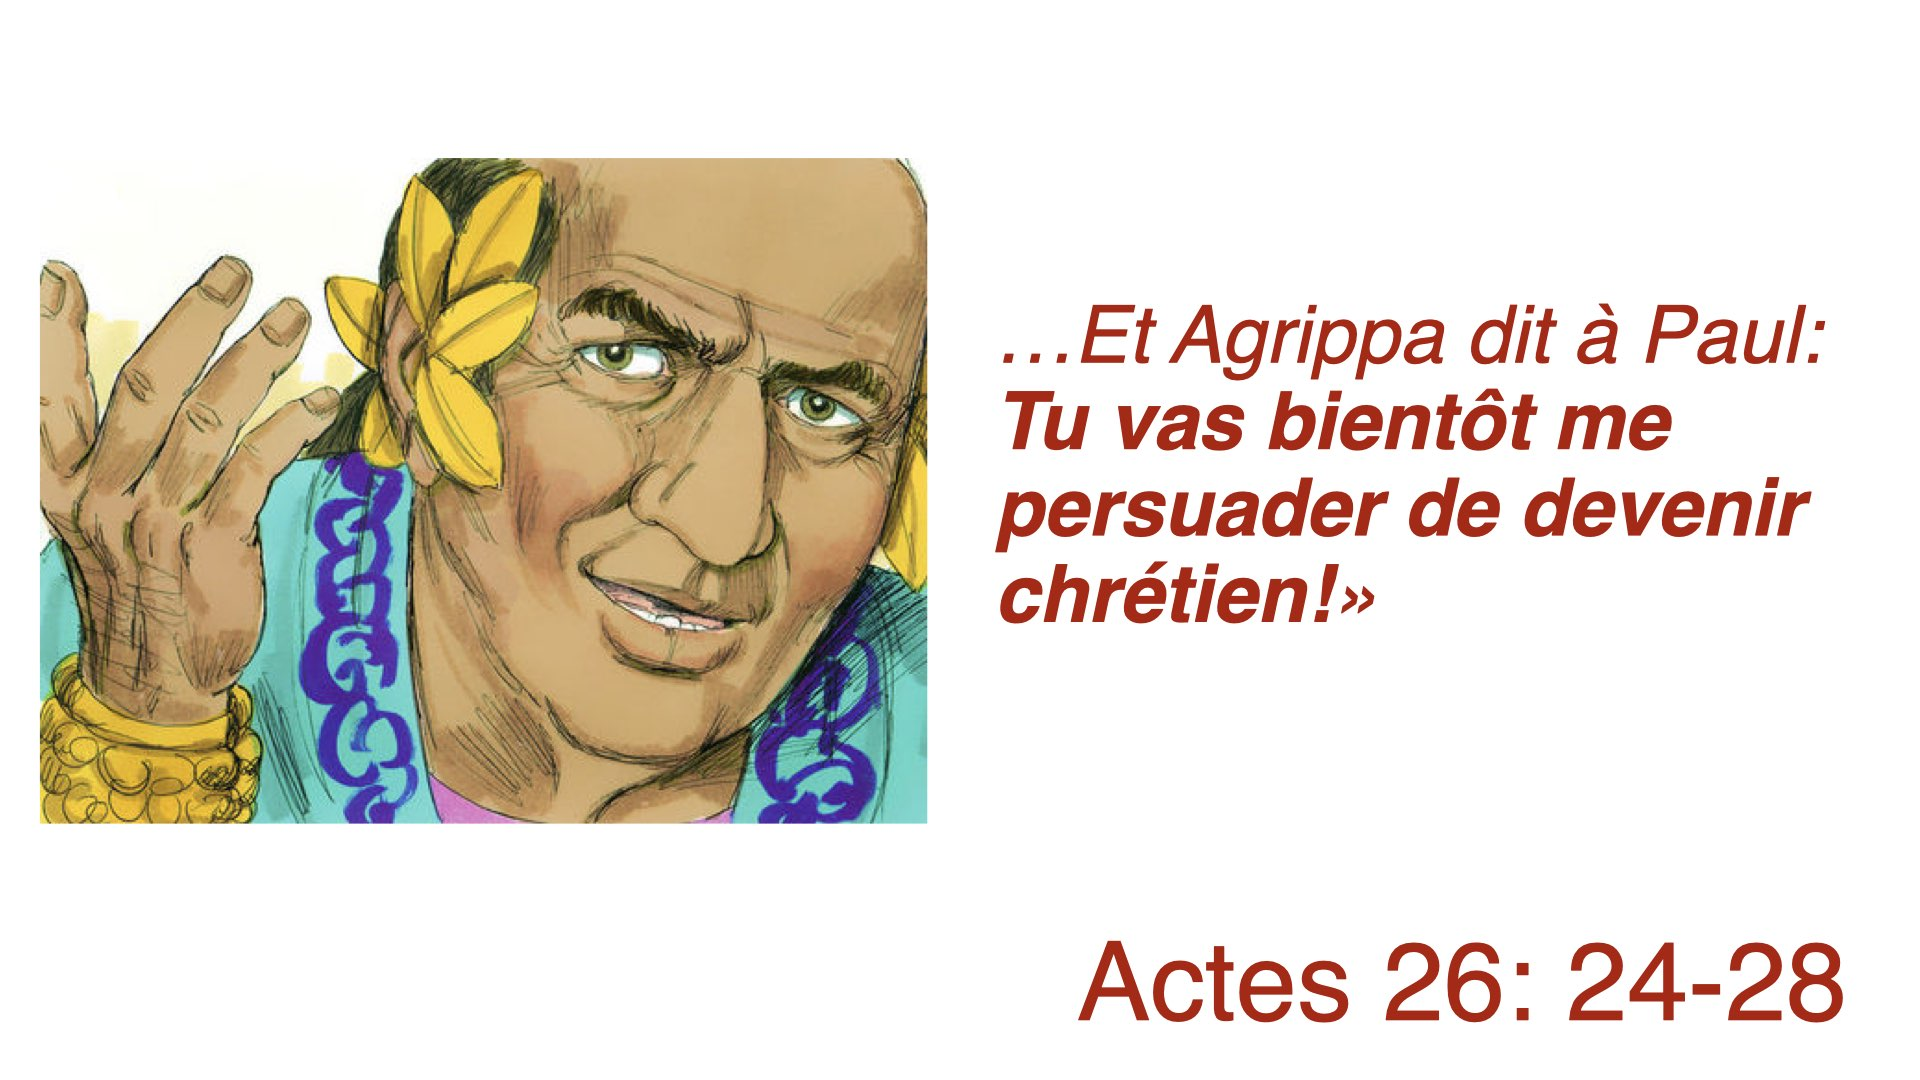 …Et Agrippa dit à Paul:
Tu vas bientôt me
persuader de devenir
chrétien!»
Actes 26: 24-28